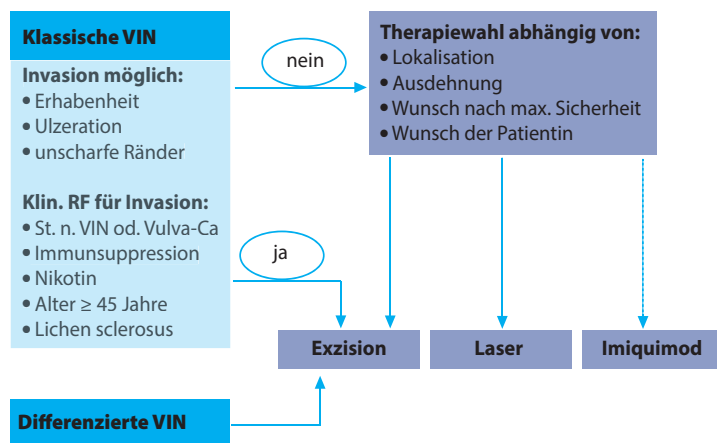 Klassische VIN
Invasion möglich:
• Erhabenheit
• Ulzeration
• unscharfe Ränder
Klin. RF für Invasion:
• St. n. VIN od. Vulva-Ca
• Immunsuppression
• Nikotin
• Alter ≥ 45 Jahre
• Lichen sclerosus
nein
ja
Therapiewahl abhängig von:
• Lokalisation
• Ausdehnung
• Wunsch nach max. Sicherheit
• Wunsch der Patientin
Exzision
Laser
Imiquimod
Differenzierte VIN